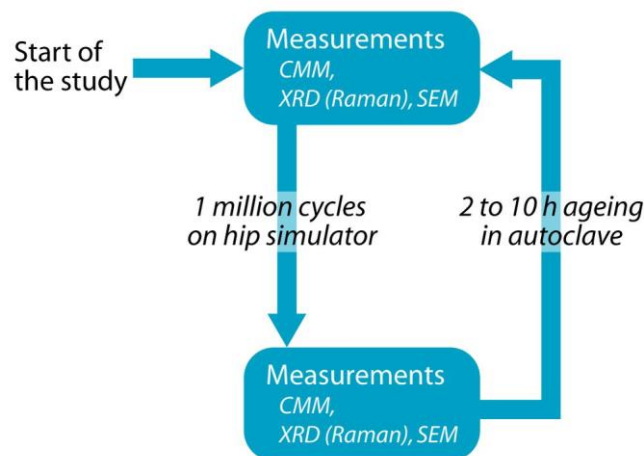 Start of
the study
Measurements
CMM,
XRD (Raman), SEM
1 million cycles
on hip simulator
2 to 10 h ageing
in autoclave
Measurements
CMM,
XRD (Raman), SEM